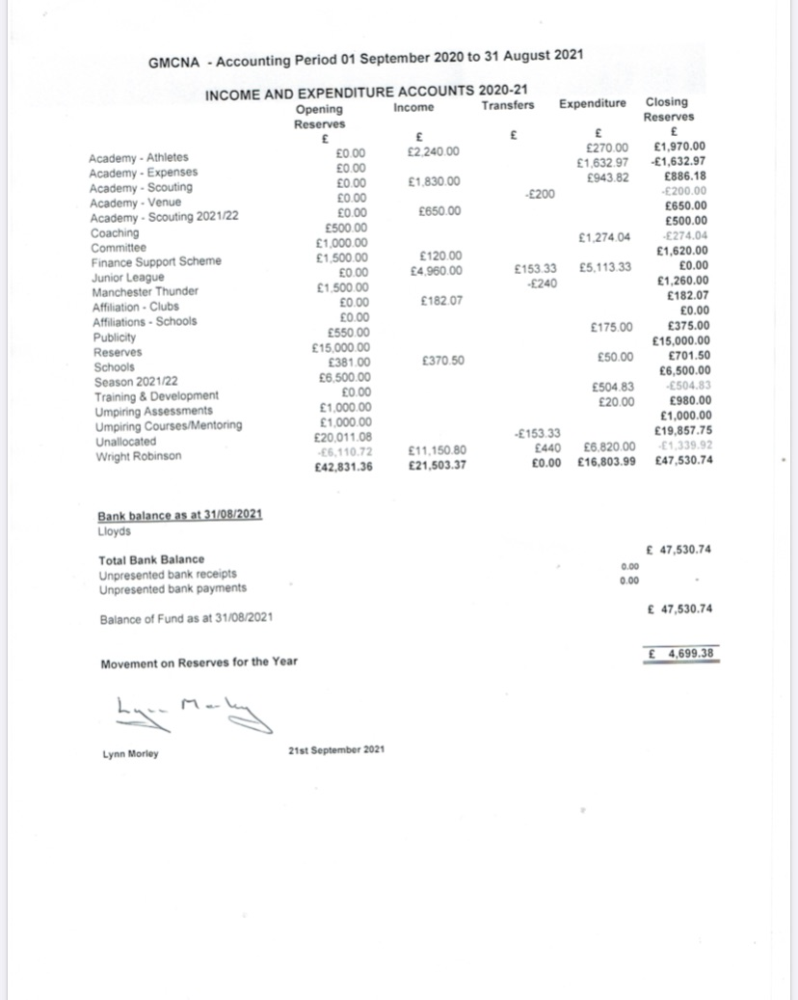 GMCNA - Accounting Period 01 September 2020 to 31 August 2021
INCOME AND EXPENDITURE ACCOUNTS 2020-21
Opening Reserves Income Transfers Expenditure Closing Reserves
£ £ £ £ £
Academy - Athletes £0.00 £2,240.00 £270.00 £1,970.00
Academy - Expenses £0.00 £1,632.97 -£1,632.97
Academy - Scouting £0.00 £1,830.00 £943.82 £886.18
Academy - Venue £0.00 -£200 -£200.00
Academy - Scouting 2021/22 £0.00 £650.00 £650.00
Coaching £500.00 £500.00
Committee £1,000.00 £1,274.04 -£274.04
Finance Support Scheme £1,500.00 £120.00 £1,620.00
Junior League £0.00 £4,960.00 £153.33 £5,113.33 £0.00
Manchester Thunder £1,500.00 -£240 £1,260.00
Affiliation - Clubs £0.00 £182.07 £182.07
Affiliations - Schools £0.00 £0.00
Publicity £550.00 £175.00 £375.00
Reserves £15,000.00 £15,000.00
Schools £381.00 £370.50 £50.00 £701.50
Season 2021/22 £6,500.00 £6,500.00
Training & Development £0.00 £504.83 -£504.83
Umpiring Assessments £1,000.00 £20.00 £980.00
Umpiring Courses/Mentoring £1,000.00 £1,000.00
Unallocated £20,011.08 -£153.33 £19,857.75
Wright Robinson -£6,110.72 £11,150.80 £440 £6,820.00 -£1,339.92
£42,831.36 £21,503.37 £0.00 £16,803.99 £47,530.74
Bank balance as at 31/08/2021
Lloyds
Total Bank Balance £ 47,530.74
Unpresented bank receipts 0.00
Unpresented bank payments 0.00 -
Balance of Fund as at 31/08/2021 £ 47,530.74
Movement on Reserves for the Year £ 4,699.38
Lynn Morley
Lynn Morley 21st September 2021